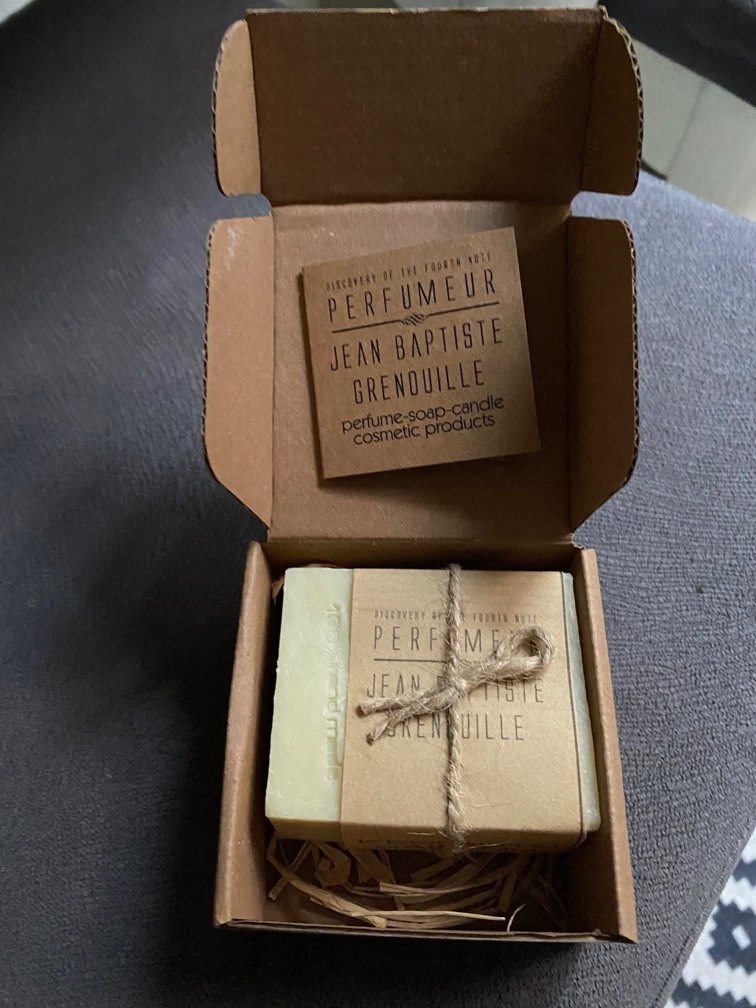 DISCOVERY OF THE FOURTH NOTE
PERFUMEUR
JEAN BAPTISTE
GRENOUILLE
perfume-soap-candle
cosmetic products
DISCOVERY OF THE FOURTH NOTE
PERFUMEUR
JEAN BAPTISTE
GRENOUILLE